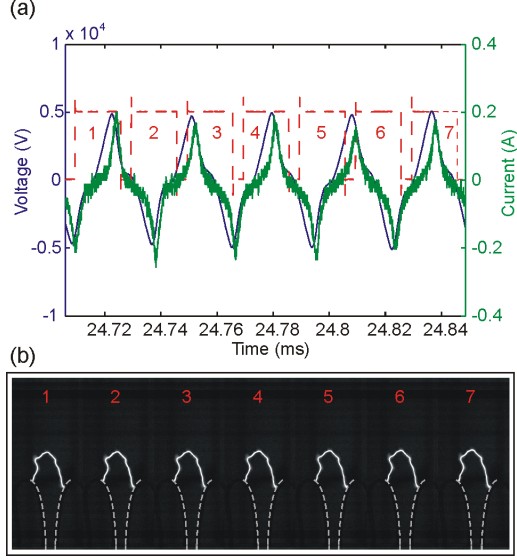 (a)
1 x 10^4
0.4
0.5
0.2
1 2 3 4 5 6 7
Voltage (V)
0
0
Current (A)
-0.5
-0.2
-1
-0.4
24.72 24.74 24.76 24.78 24.8 24.82 24.84
Time (ms)
(b)
1 2 3 4 5 6 7